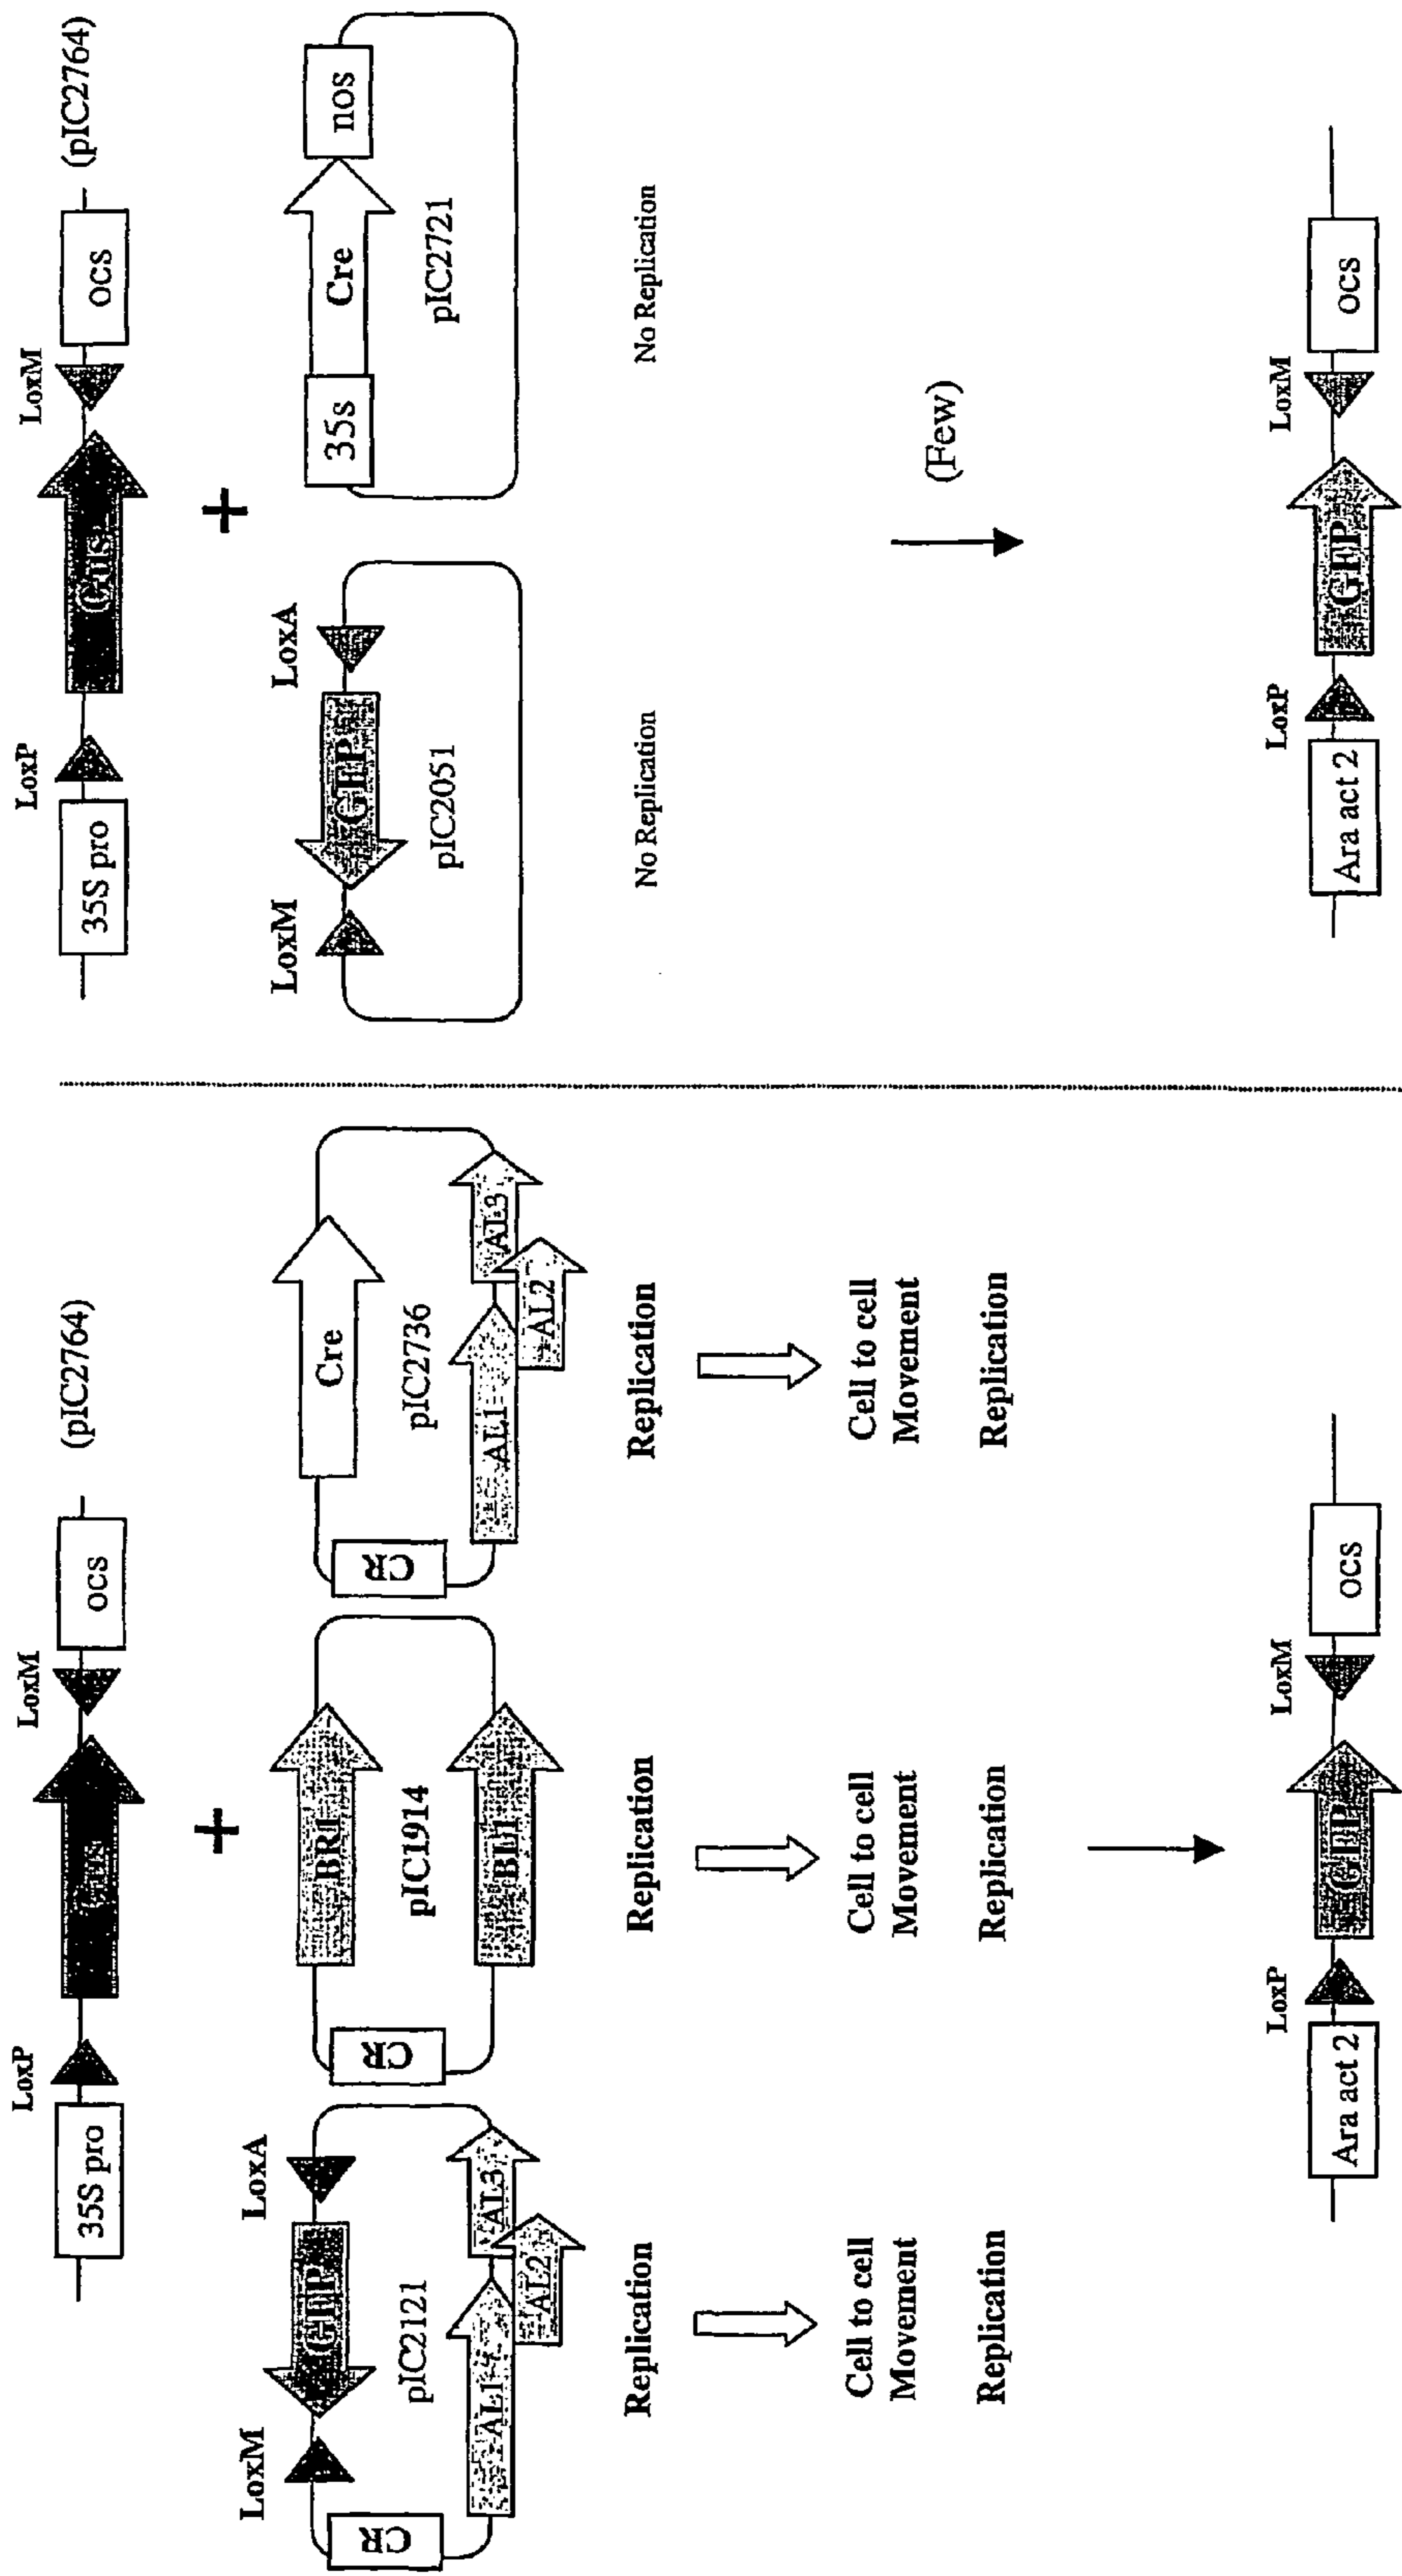 LoxP
LoxM
35S pro
Gus
ocs
(pIC2764)
+
LoxM
LoxA
GFP
CR
pIC2121
AL1
AL2
AL3
BR1
CR
pIC1914
BL1
Cre
CR
pIC2736
AL1
AL2
AL3
Replication
Replication
Replication
Cell to cell
Movement
Cell to cell
Movement
Cell to cell
Movement
Replication
Replication
Replication
LoxP
LoxM
Ara act 2
GFP
ocs
LoxP
LoxM
35S pro
Gus
ocs
(pIC2764)
+
LoxM
LoxA
GFP
pIC2051
35s
Cre
nos
pIC2721
No Replication
No Replication
(Few)
LoxP
LoxM
Ara act 2
GFP
ocs